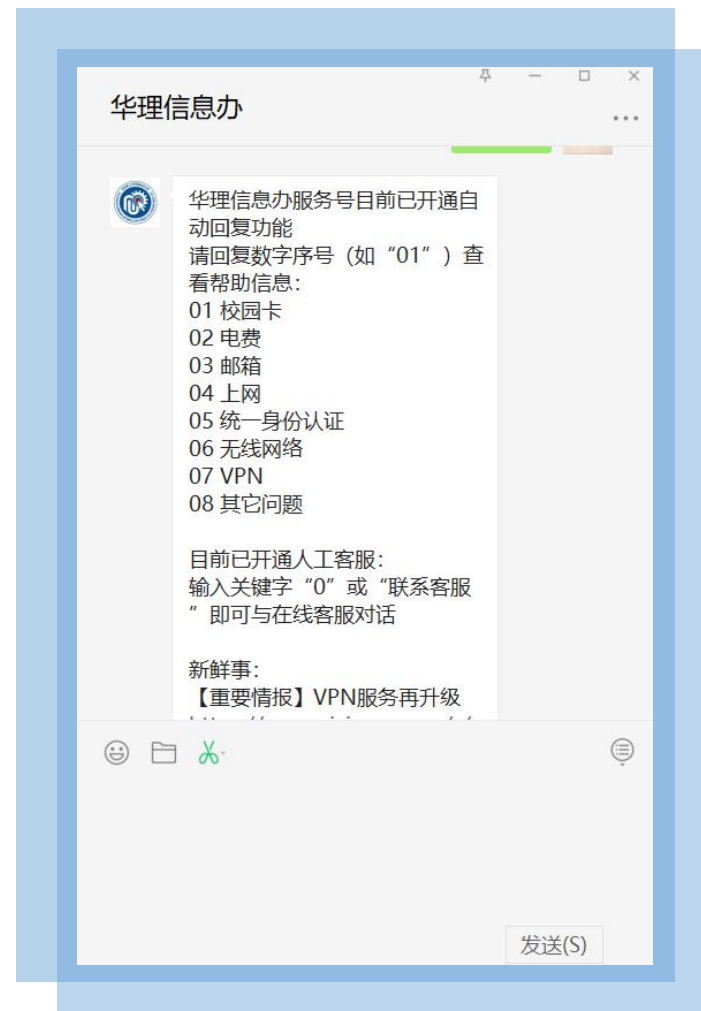 华理信息办
华理信息办服务号目前已开通自
动回复功能
请回复数字序号（如“01”）查
看帮助信息：
01 校园卡
02 电费
03 邮箱
04 上网
05 统一身份认证
06 无线网络
07 VPN
08 其它问题
目前已开通人工客服：
输入关键字“0”或“联系客服
”即可与在线客服对话
新鲜事：
【重要情报】VPN服务再升级
发送(S)